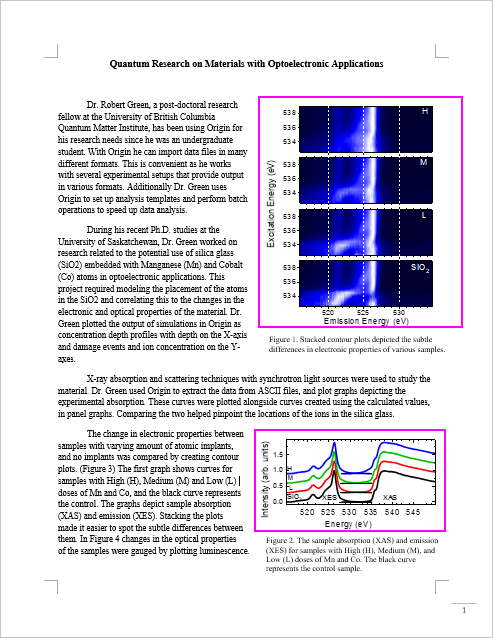 Quantum Research on Materials with Optoelectronic Applications
Dr. Robert Green, a post-doctoral research
fellow at the University of British Columbia
Quantum Matter Institute, has been using Origin for
his research needs since he was an undergraduate
student. With Origin he can import data files in many
different formats. This is convenient as he works
with several experimental setups that provide output
in various formats. Additionally Dr. Green uses
Origin to set up analysis templates and perform batch
operations to speed up data analysis.
During his recent Ph.D. studies at the
University of Saskatchewan, Dr. Green worked on
research related to the potential use of silica glass
(SiO2) embedded with Manganese (Mn) and Cobalt
(Co) atoms in optoelectronic applications. This
project required modeling the placement of the atoms
in the SiO2 and correlating this to the changes in the
electronic and optical properties of the material. Dr.
Green plotted the output of simulations in Origin as
concentration depth profiles with depth on the X-axis
and damage events and ion concentration on the Y-
axes.
Excitation Energy (eV)
538
536
534
H
538
536
534
M
538
536
534
L
538
536
534
SiO2
520 525 530
Emission Energy (eV)
Figure 1. Stacked contour plots depicted the subtle
differences in electronic properties of various samples.
X-ray absorption and scattering techniques with synchrotron light sources were used to study the
material. Dr. Green used Origin to extract the data from ASCII files, and plot graphs depicting the
experimental absorption. These curves were plotted alongside curves created using the calculated values,
in panel graphs. Comparing the two helped pinpoint the locations of the ions in the silica glass.
The change in electronic properties between
samples with varying amount of atomic implants,
and no implants was compared by creating contour
plots. (Figure 3) The first graph shows curves for
samples with High (H), Medium (M) and Low (L) |
doses of Mn and Co, and the black curve represents
the control. The graphs depict sample absorption
(XAS) and emission (XES). Stacking the plots
made it easier to spot the subtle differences between
them. In Figure 4 changes in the optical properties
of the samples were gauged by plotting luminescence.
Intensity (arb. units)
1.5
1.0
0.5
0.0
H
M
L
SiO2
XES
XAS
520 525 530 535 540 545
Energy (eV)
Figure 2. The sample absorption (XAS) and emission
(XES) for samples with High (H), Medium (M), and
Low (L) doses of Mn and Co. The black curve
represents the control sample.
1